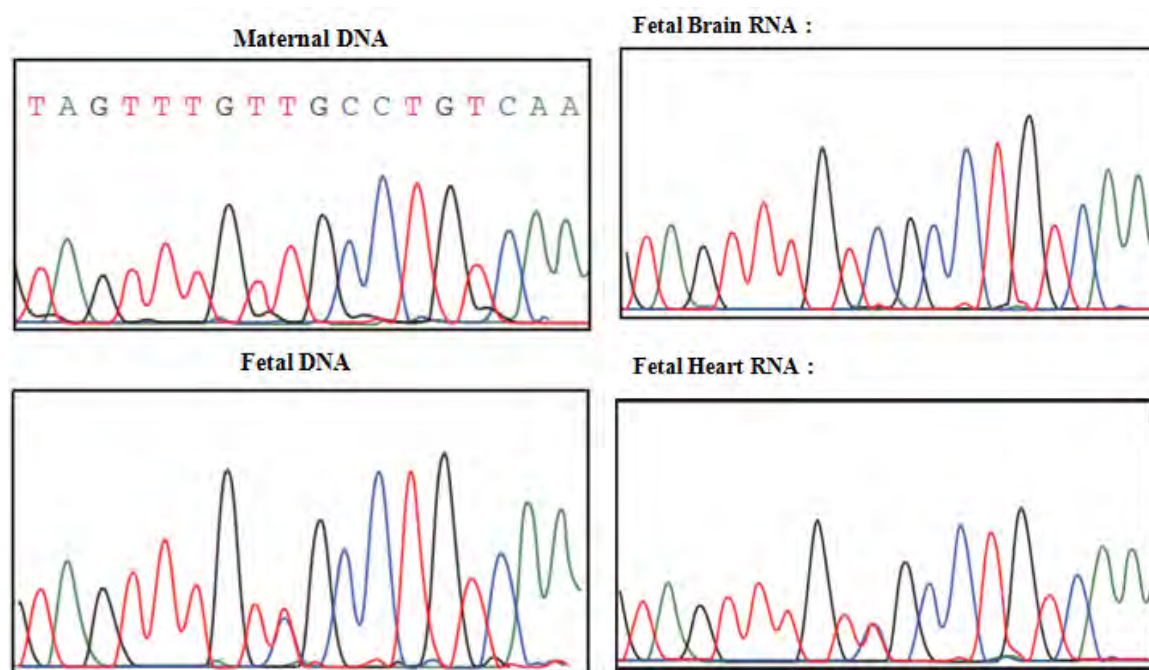 Maternal DNA
TAGTTTGTTGCCTGTCAA
Fetal DNA
Fetal Brain RNA :
Fetal Heart RNA :